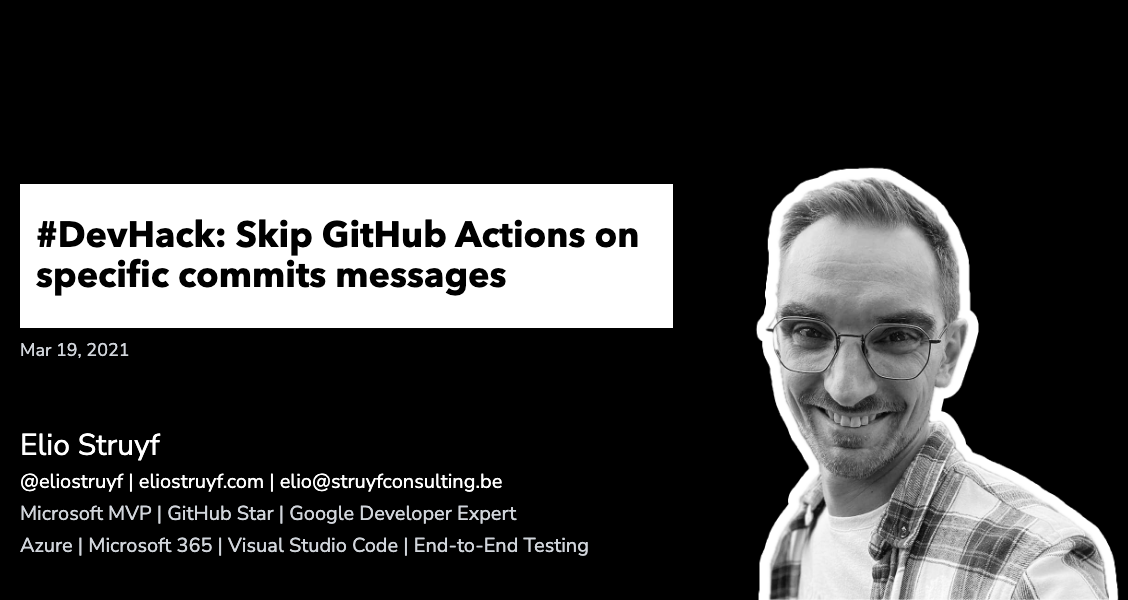 #DevHack: Skip GitHub Actions on
specific commits messages
Mar 19, 2021
Elio Struyf
@eliostruyf | eliostruyf.com | elio@struyfconsulting.be
Microsoft MVP | GitHub Star | Google Developer Expert
Azure | Microsoft 365 | Visual Studio Code | End-to-End Testing